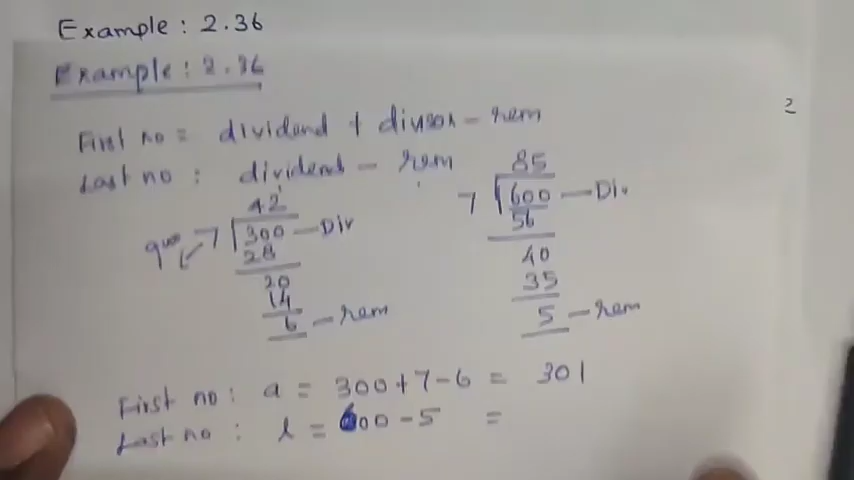 Example: 2.36
Example: 2.36
First no = dividend + divisor - rem
Last no : dividend - rem
42
7 300 - Div
28
20
14
6 - rem
quo
85
7 600 - Div
56
40
35
5 - rem
First no : a = 300 + 7 - 6 = 301
Last no : l = 600 - 5 =
2